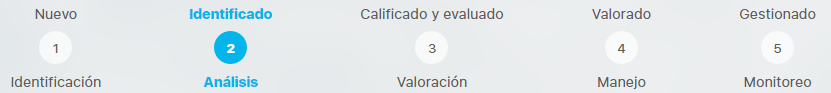 Nuevo Identificado Calificado y evaluado Valorado Gestionado
1 2 3 4 5
Identificación Análisis Valoración Manejo Monitoreo